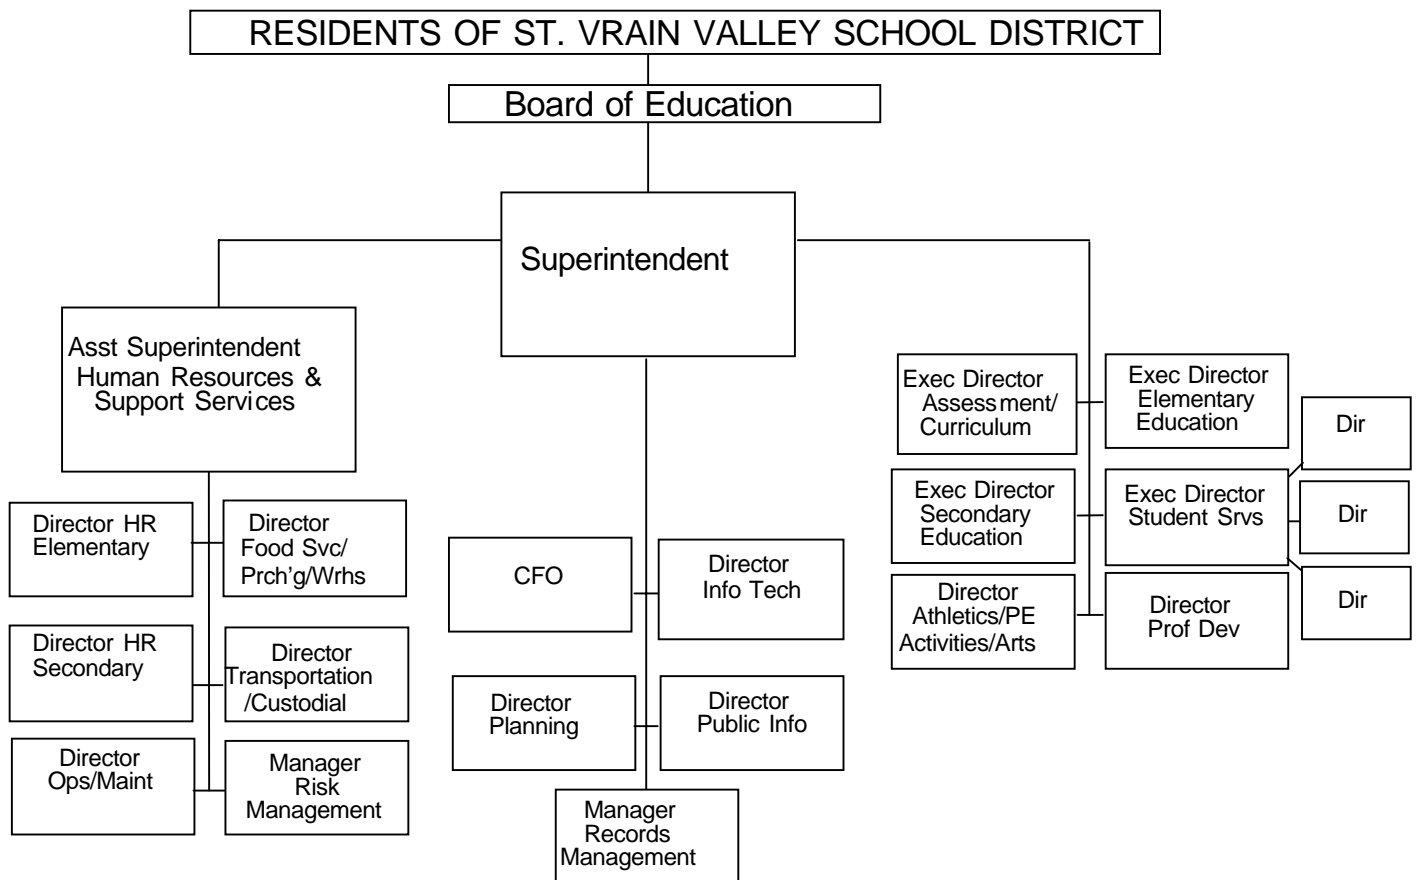 RESIDENTS OF ST. VRAIN VALLEY SCHOOL DISTRICT
Board of Education
Superintendent
Asst Superintendent
Human Resources &
Support Services
Director HR
Elementary
Director
Food Svc/
Prch’g/Wrhs
Director HR
Secondary
Director
Transportation
/Custodial
Director
Ops/Maint
Manager
Risk
Management
CFO
Director
Info Tech
Director
Planning
Director
Public Info
Manager
Records
Management
Exec Director
Assessment/
Curriculum
Exec Director
Elementary
Education
Exec Director
Secondary
Education
Exec Director
Student Srvs
Dir
Dir
Dir
Director
Athletics/PE
Activities/Arts
Director
Prof Dev